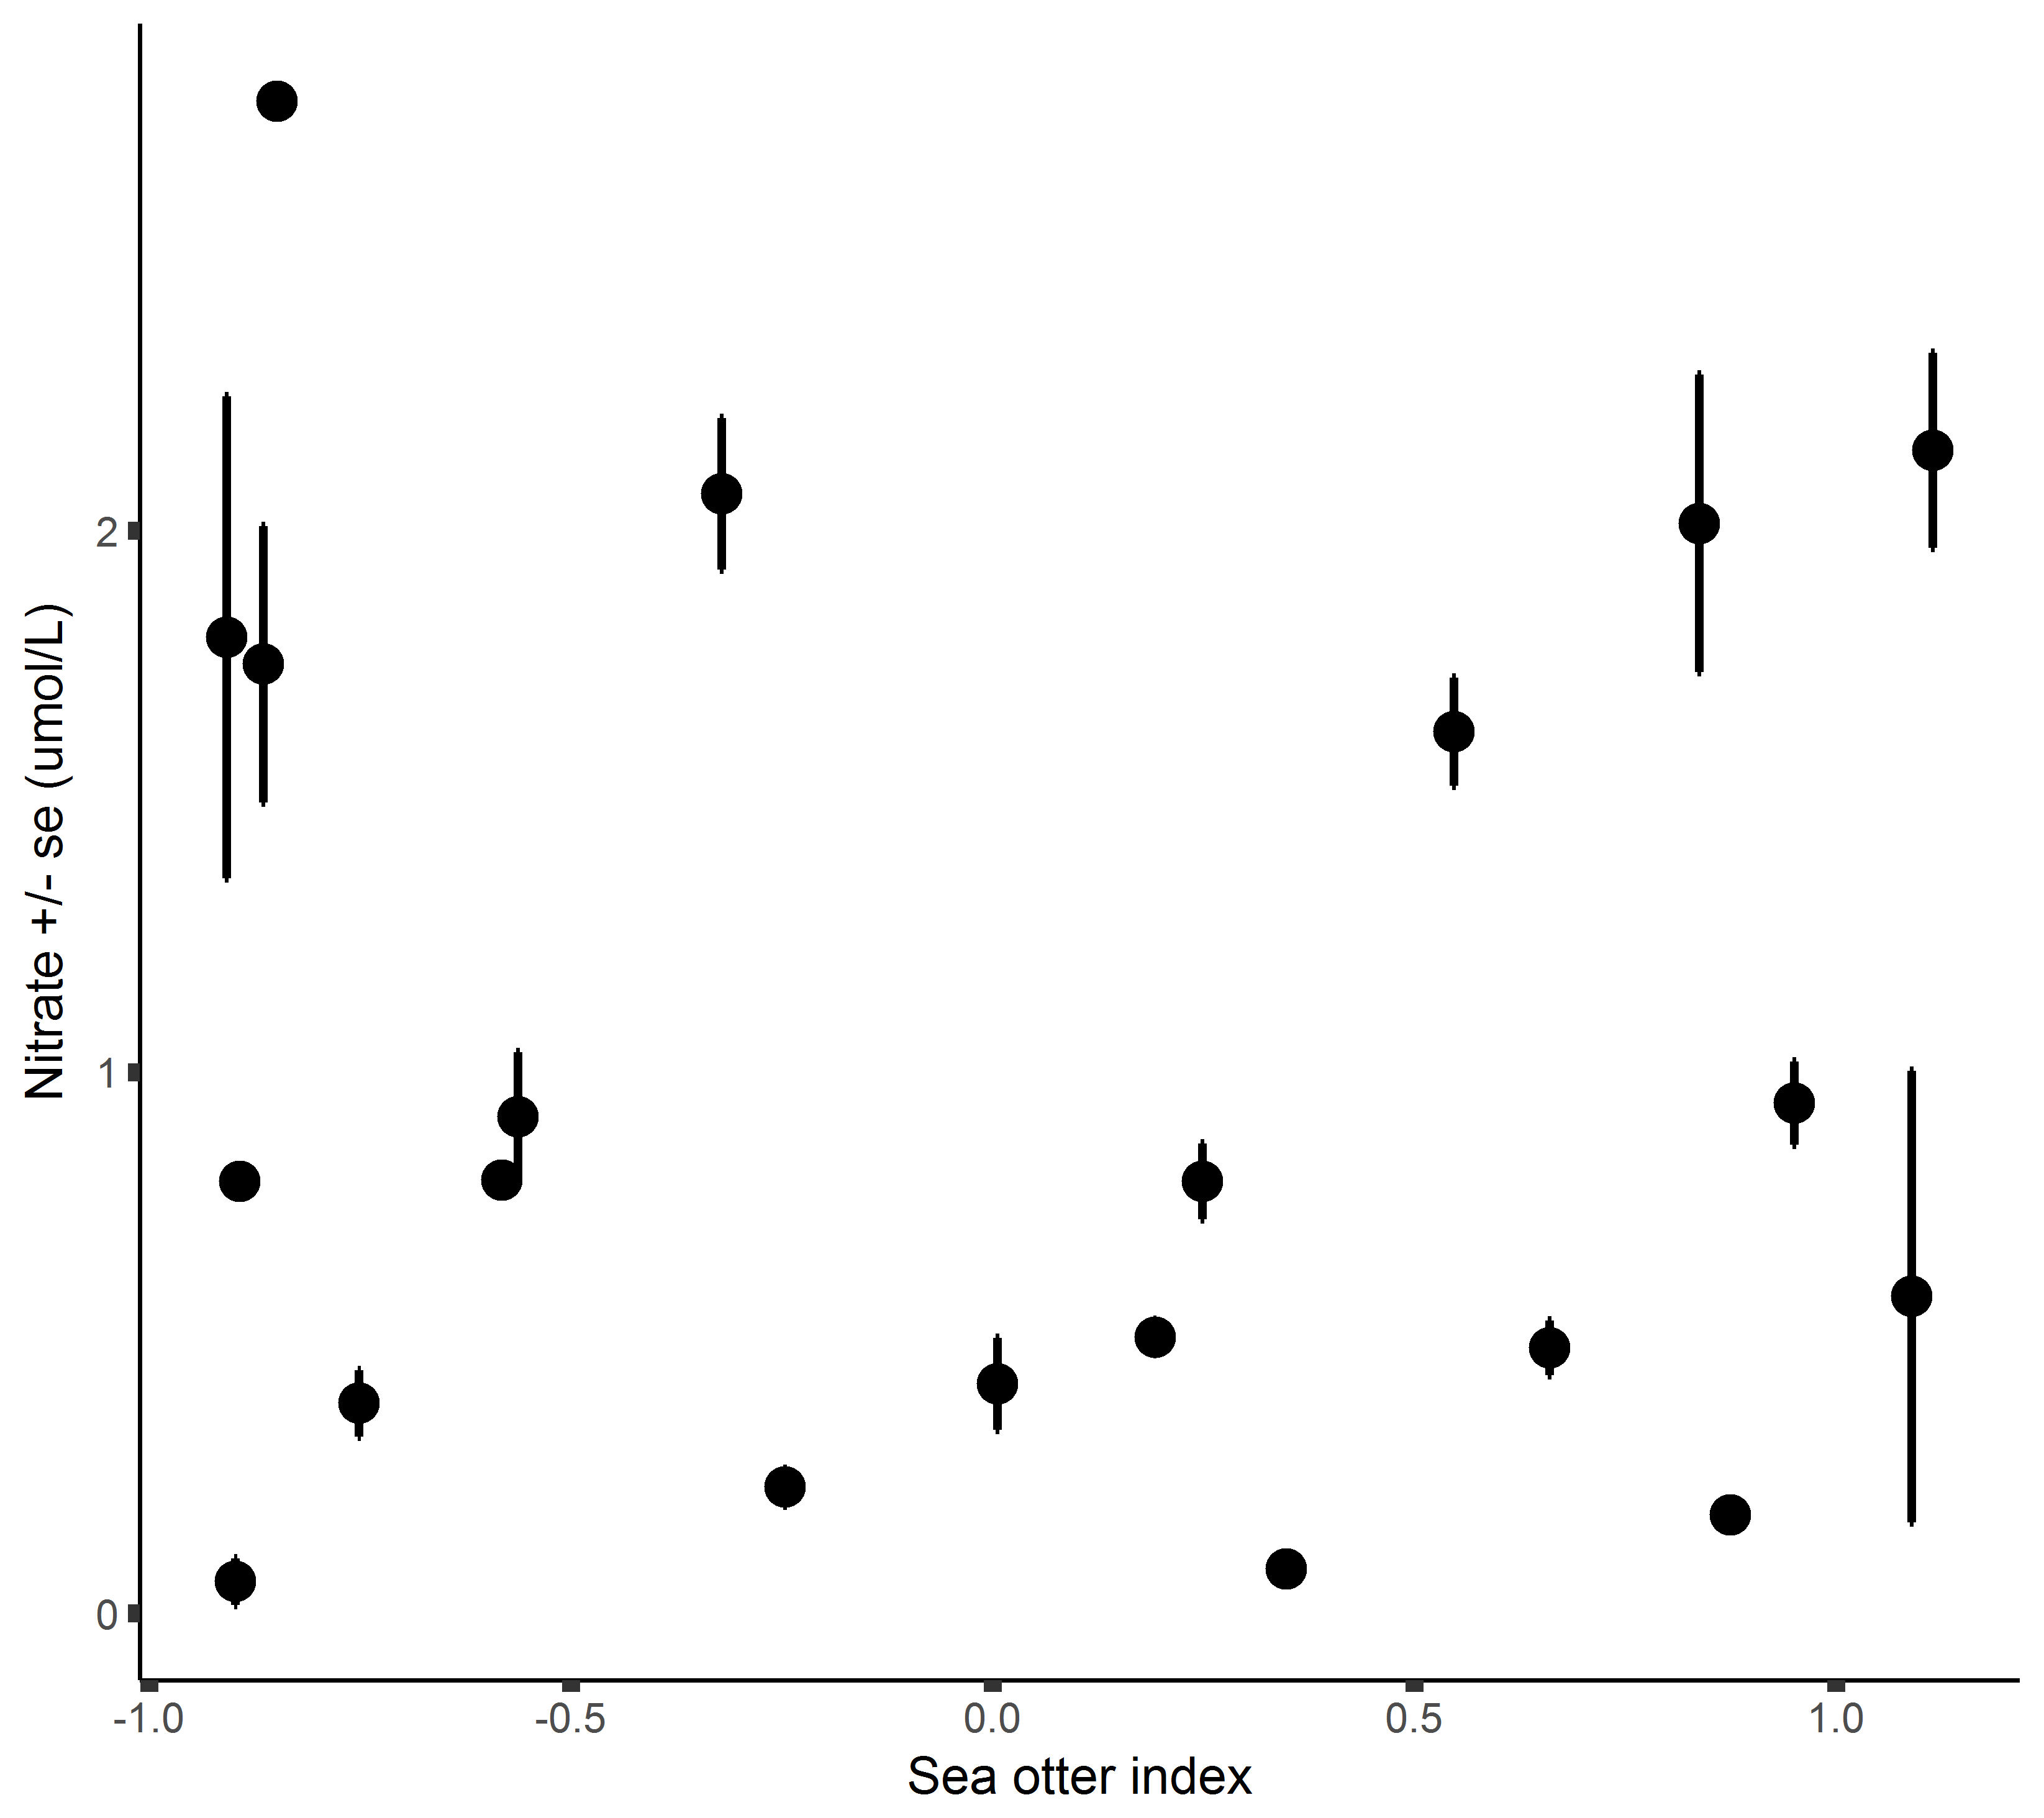 Nitrate +/- se (umol/L)
2
1
0
-1.0 -0.5 0.0 0.5 1.0
Sea otter index